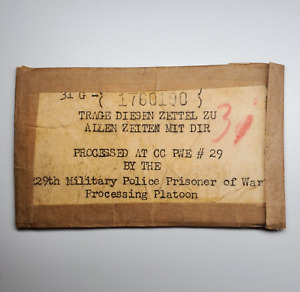 31 G -{ 1760190 }
TRAGE DIESEN ZETTEL ZU
ALLEN ZEITEN MIT DIR
PROCESSED AT CC PWE # 29
BY THE
229th Military Police Prisoner of War
Processing Platoon